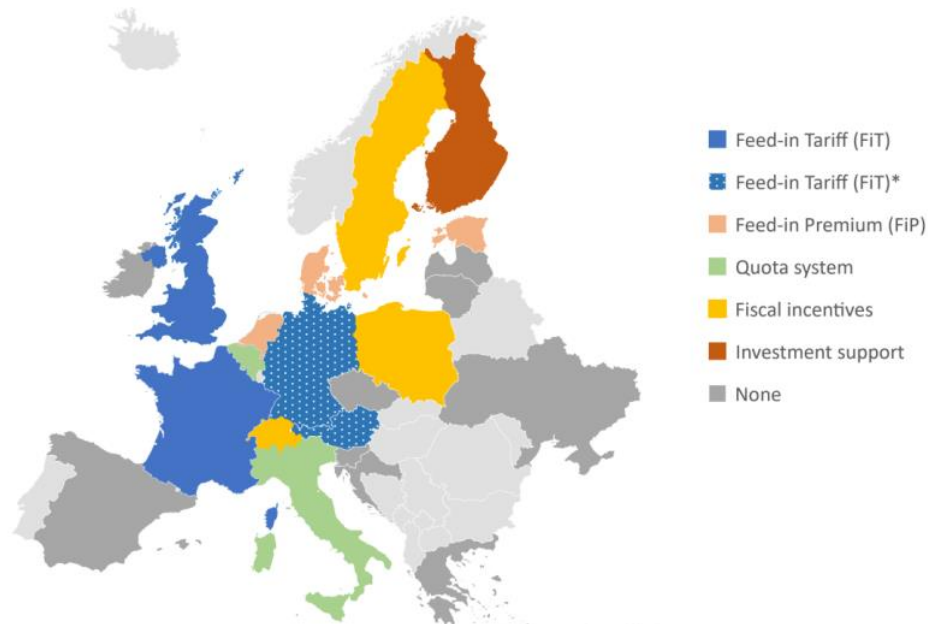 Feed-in Tariff (FiT)
Feed-in Tariff (FiT)*
Feed-in Premium (FiP)
Quota system
Fiscal incentives
Investment support
None